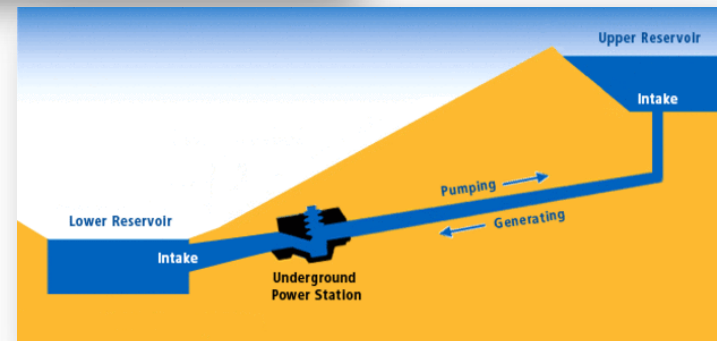 Upper Reservoir
Intake
Pumping
Generating
Lower Reservoir
Intake
Underground
Power Station